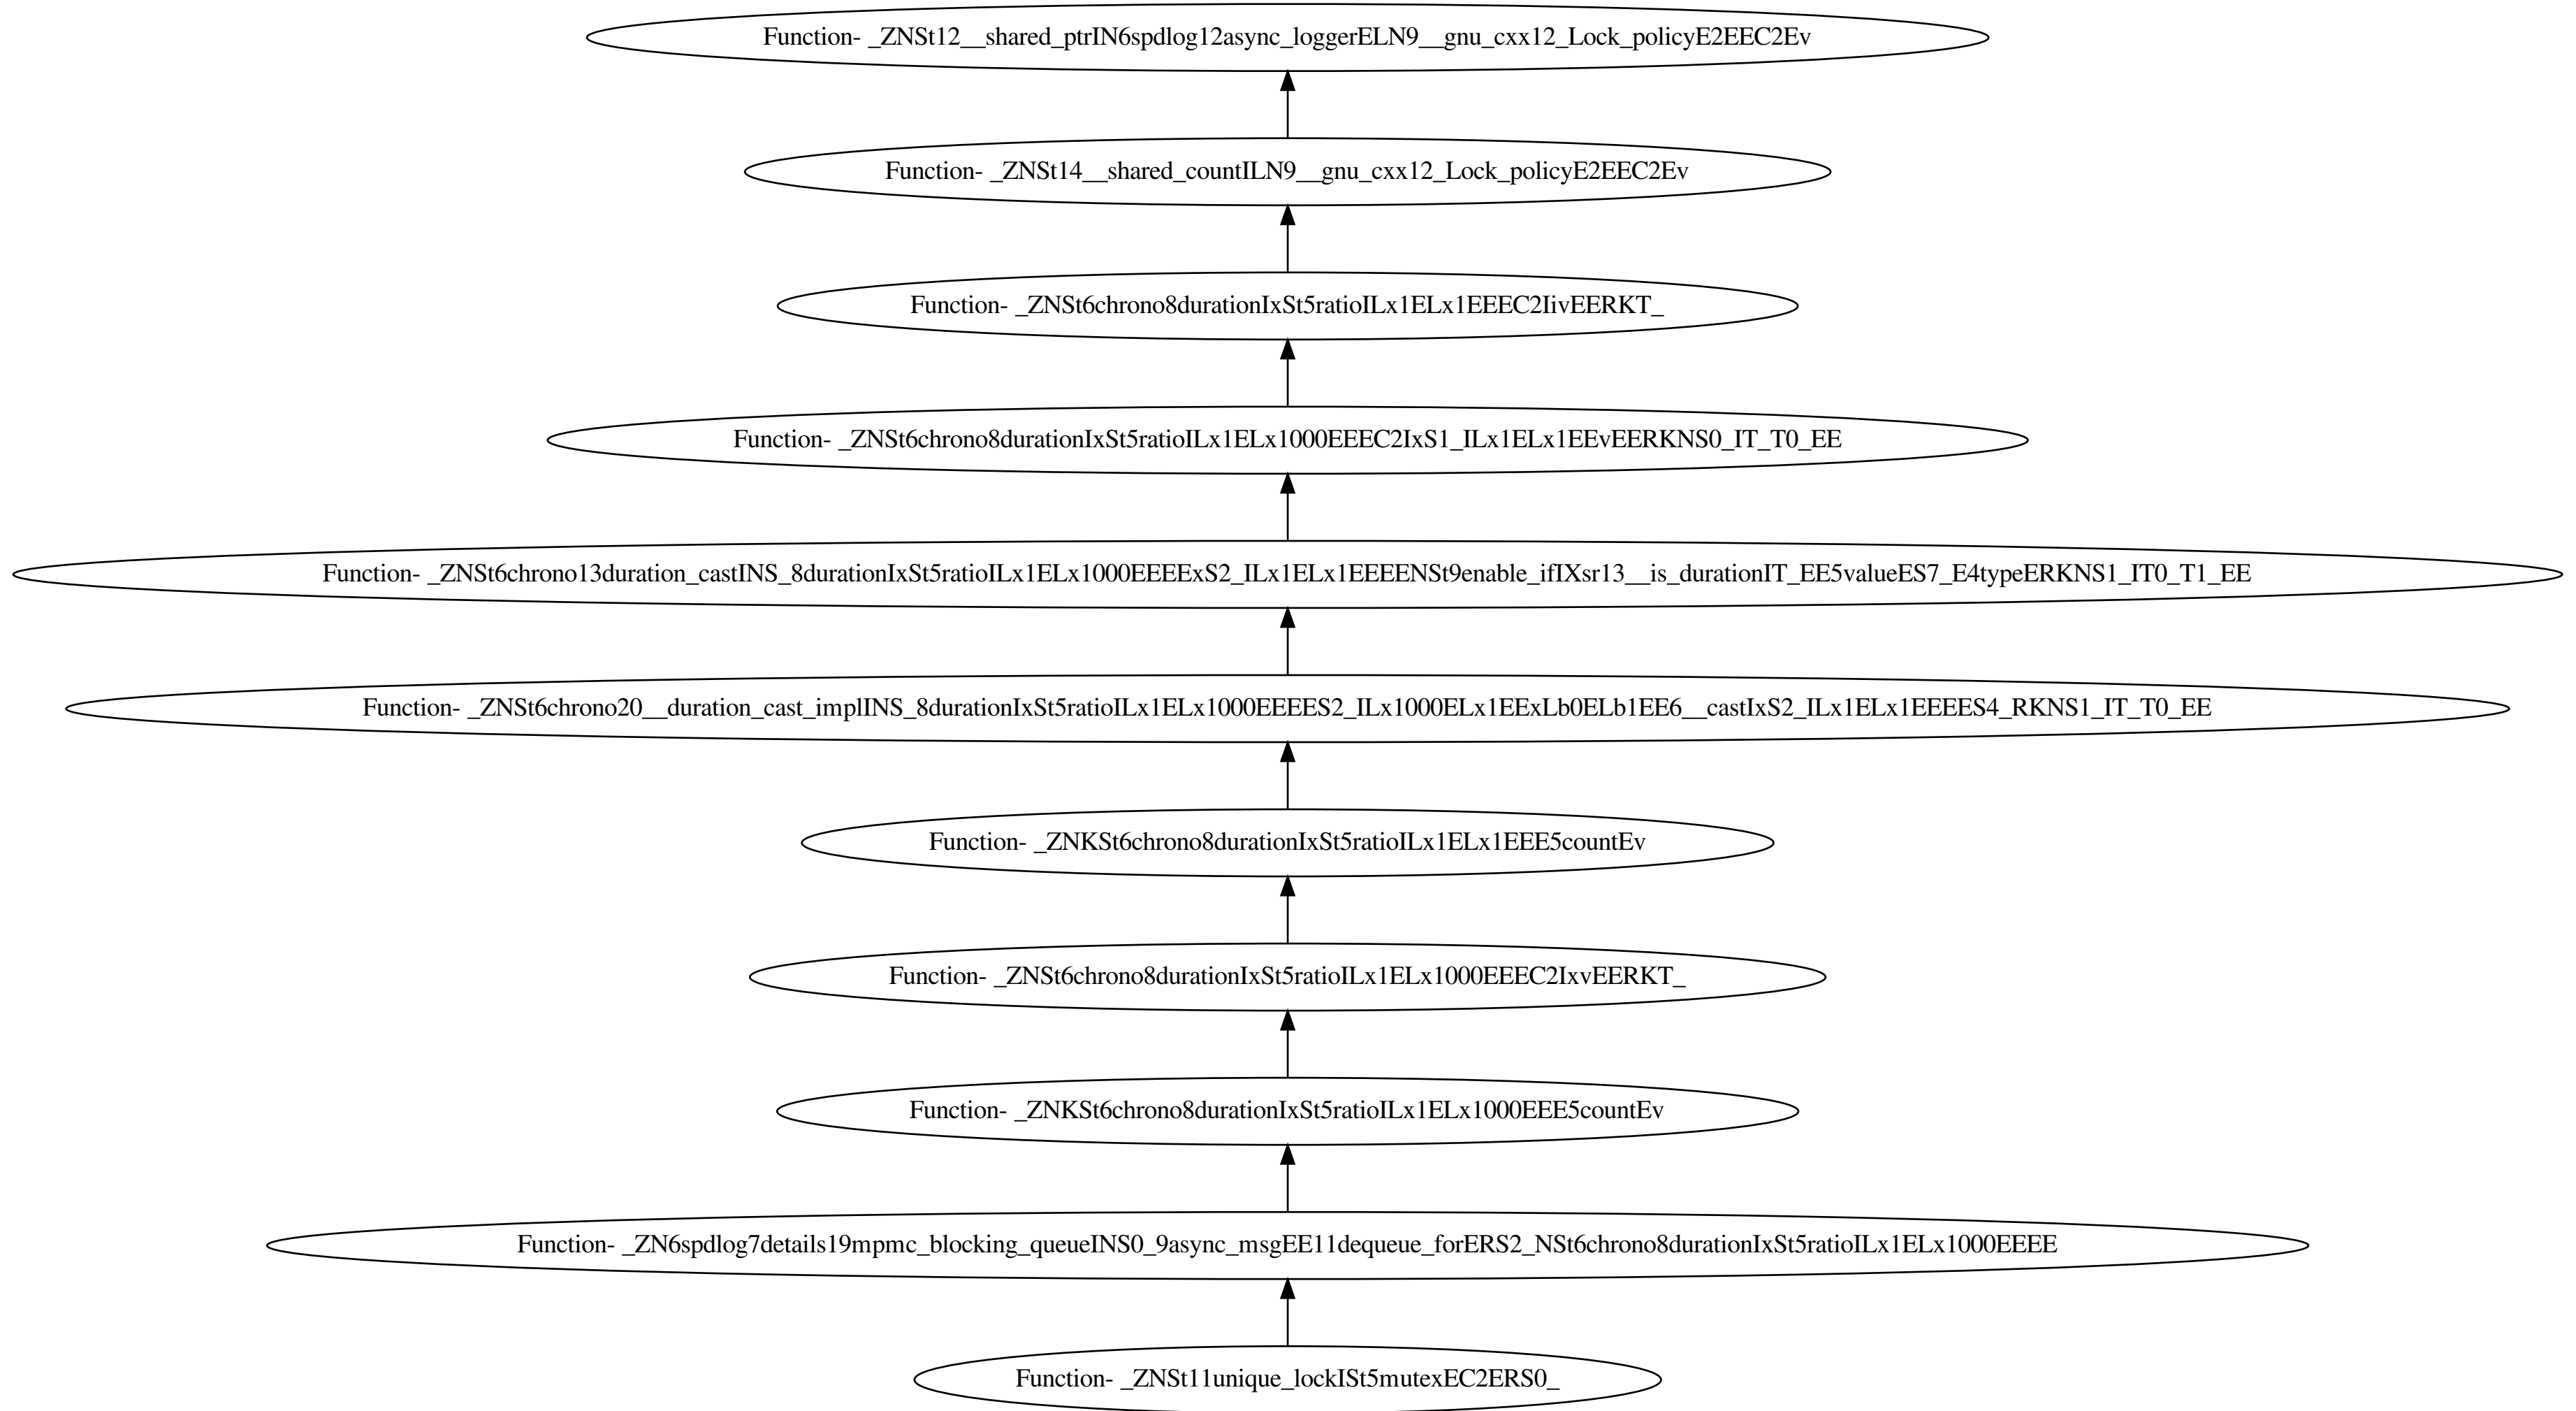 Function- _ZNSt12__shared_ptrIN6spdlog12async_loggerELN9__gnu_cxx12_Lock_policyE2EEC2Ev
Function- _ZNSt14__shared_countILN9__gnu_cxx12_Lock_policyE2EEC2Ev
Function- _ZNSt6chrono8durationIxSt5ratioILx1ELx1EEEC2IivEERKT_
Function- _ZNSt6chrono8durationIxSt5ratioILx1ELx1000EEEC2IxS1_ILx1ELx1EEvEERKNS0_IT_T0_EE
Function- _ZNSt6chrono13duration_castINS_8durationIxSt5ratioILx1ELx1000EEEExS2_ILx1ELx1EEEENSt9enable_ifIXsr13__is_durationIT_EE5valueES7_E4typeERKNS1_IT0_T1_EE
Function- _ZNSt6chrono20__duration_cast_implINS_8durationIxSt5ratioILx1ELx1000EEEES2_ILx1000ELx1EExLb0ELb1EE6__castIxS2_ILx1ELx1EEEES4_RKNS1_IT_T0_EE
Function- _ZNKSt6chrono8durationIxSt5ratioILx1ELx1EEE5countEv
Function- _ZNSt6chrono8durationIxSt5ratioILx1ELx1000EEEC2IxvEERKT_
Function- _ZNKSt6chrono8durationIxSt5ratioILx1ELx1000EEE5countEv
Function- _ZN6spdlog7details19mpmc_blocking_queueINS0_9async_msgEE11dequeue_forERS2_NSt6chrono8durationIxSt5ratioILx1ELx1000EEEE
Function- _ZNSt11unique_lockISt5mutexEC2ERS0_